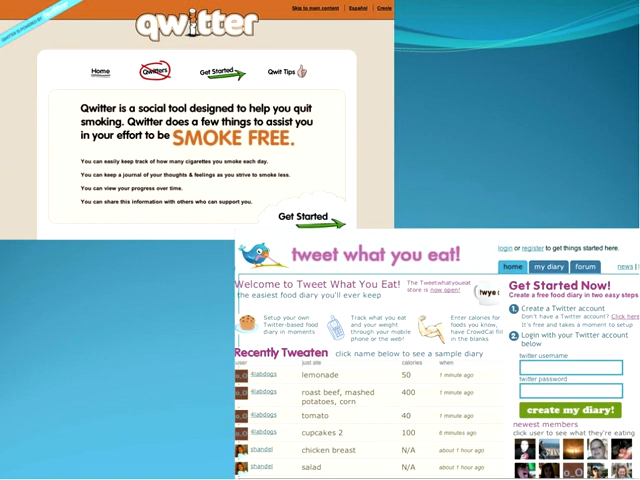 qwitter
Skip to main content | Español | Create
Home
Qwitters
Get Started
Qwit Tips
Qwitter is a social tool designed to help you quit
smoking. Qwitter does a few things to assist you
in your effort to be SMOKE FREE.
You can easily keep track of how many cigarettes you smoke each day.
You can keep a journal of your thoughts & feelings as you strive to smoke less.
You can view your progress over time.
You can share this information with others who can support you.
Get Started
tweet what you eat!
login or register to get things started here.
home
my diary
forum
news |
Welcome to Tweet What You Eat!
the easiest food diary you'll ever keep
The Tweetwhatyoueat
store is now open!
twye
Setup your own
Twitter-based food
diary in moments
Track what you eat
and your weight
through your mobile
phone or the web!
Enter calories for
foods you know,
have CrowdCal fill
in the blanks
Recently Tweaten click name below to see a sample diary
user just ate calories when
4labdogs lemonade 50 1 minute ago
4labdogs roast beef, mashed
potatoes, corn 400 1 minute ago
4labdogs tomato 40 1 minute ago
4labdogs cupcakes 2 100 6 minutes ago
shandel chicken breast N/A about 1 hour ago
shandel salad N/A about 1 hour ago
Get Started Now!
Create a free food diary in two easy steps
1. Create a Twitter account
Don't have a Twitter account? Click here
It's free and takes a moment to setup
2. Login with your Twitter account
below
twitter username
twitter password
create my diary!
newest members
click user to see what they're eating